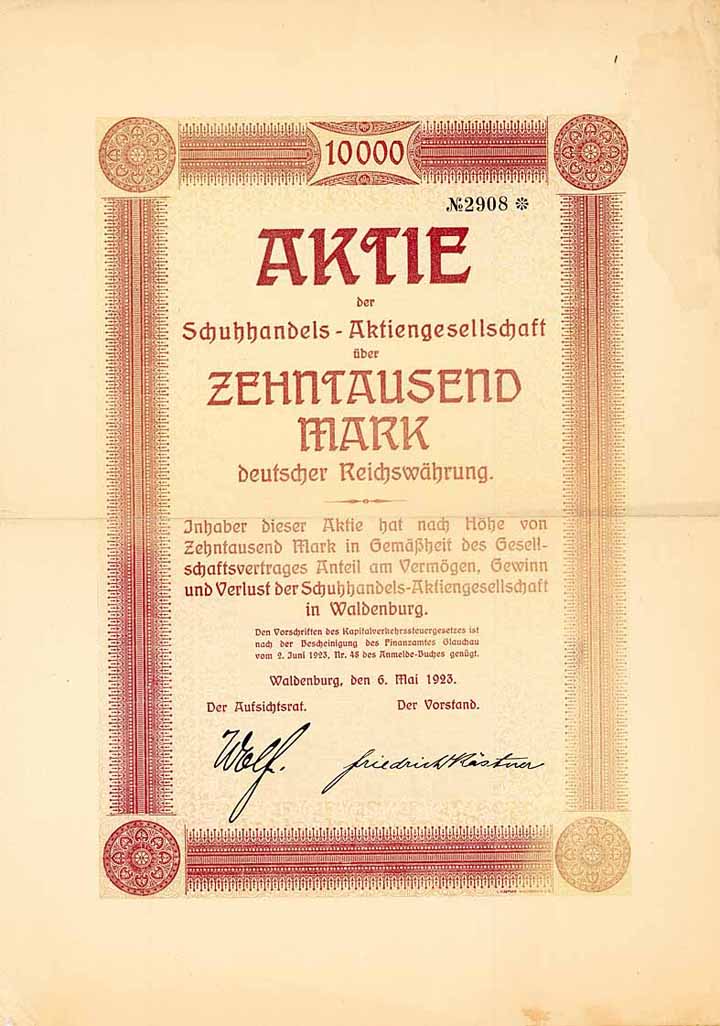 10000
№2908 ❊
AKTIE
der
Schuhhandels-Aktiengesellschaft
über
ZEHNTAUSEND
MARK
deutscher Reichswährung.
Inhaber dieser Aktie hat nach Höhe von
Zehntausend Mark in Gemäßheit des Gesell-
schaftsvertrages Anteil am Vermögen, Gewinn
und Verlust der Schuhhandels-Aktiengesellschaft
in Waldenburg.
Den Vorschriften des Kapitalverkehrssteuergesetzes ist
nach der Bescheinigung des Finanzamtes Glauchau
vom 2. Juni 1923, Nr. 48 des Anmelde-Buches genügt.
Waldenburg, den 6. Mai 1923.
Der Aufsichtsrat. Der Vorstand.
Wolf. Friedrich Kästner